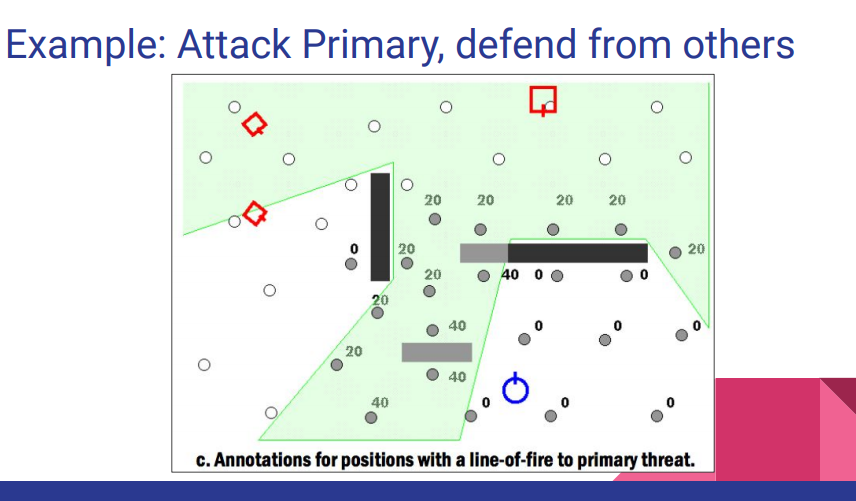 Example: Attack Primary, defend from others
20 20 20 20
0 20 20
20 40 0 0
20
40 0 0 0
20
40
40 0 0 0
c. Annotations for positions with a line-of-fire to primary threat.